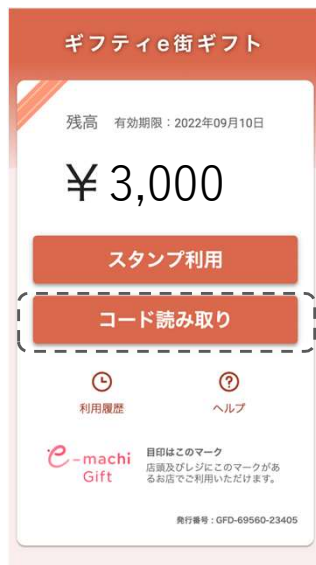 ギフティe街ギフト
残高 有効期限：2022年09月10日
¥ 3,000
スタンプ利用
コード読み取り
利用履歴 ヘルプ
e-machi
Gift
目印はこのマーク
店頭及びレジにこのマークがあ
るお店でご利用いただけます。
発行番号：GFD-69560-23405